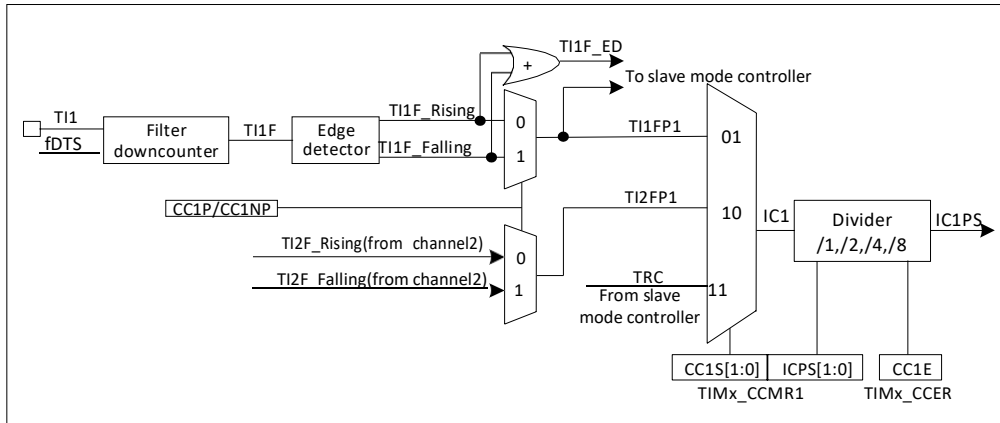 TI1F_ED
+
To slave mode controller
TI1
fDTS
Filter
downcounter
TI1F
Edge
detector
TI1F_Rising
TI1F_Falling
0
1
TI1FP1
01
CC1P/CC1NP
TI2FP1
10
IC1
Divider
/1,/2,/4,/8
IC1PS
TI2F_Rising(from channel2)
TI2F_Falling(from channel2)
0
1
TRC
From slave
mode controller
11
CC1S[1:0]
ICPS[1:0]
CC1E
TIMx_CCMR1
TIMx_CCER